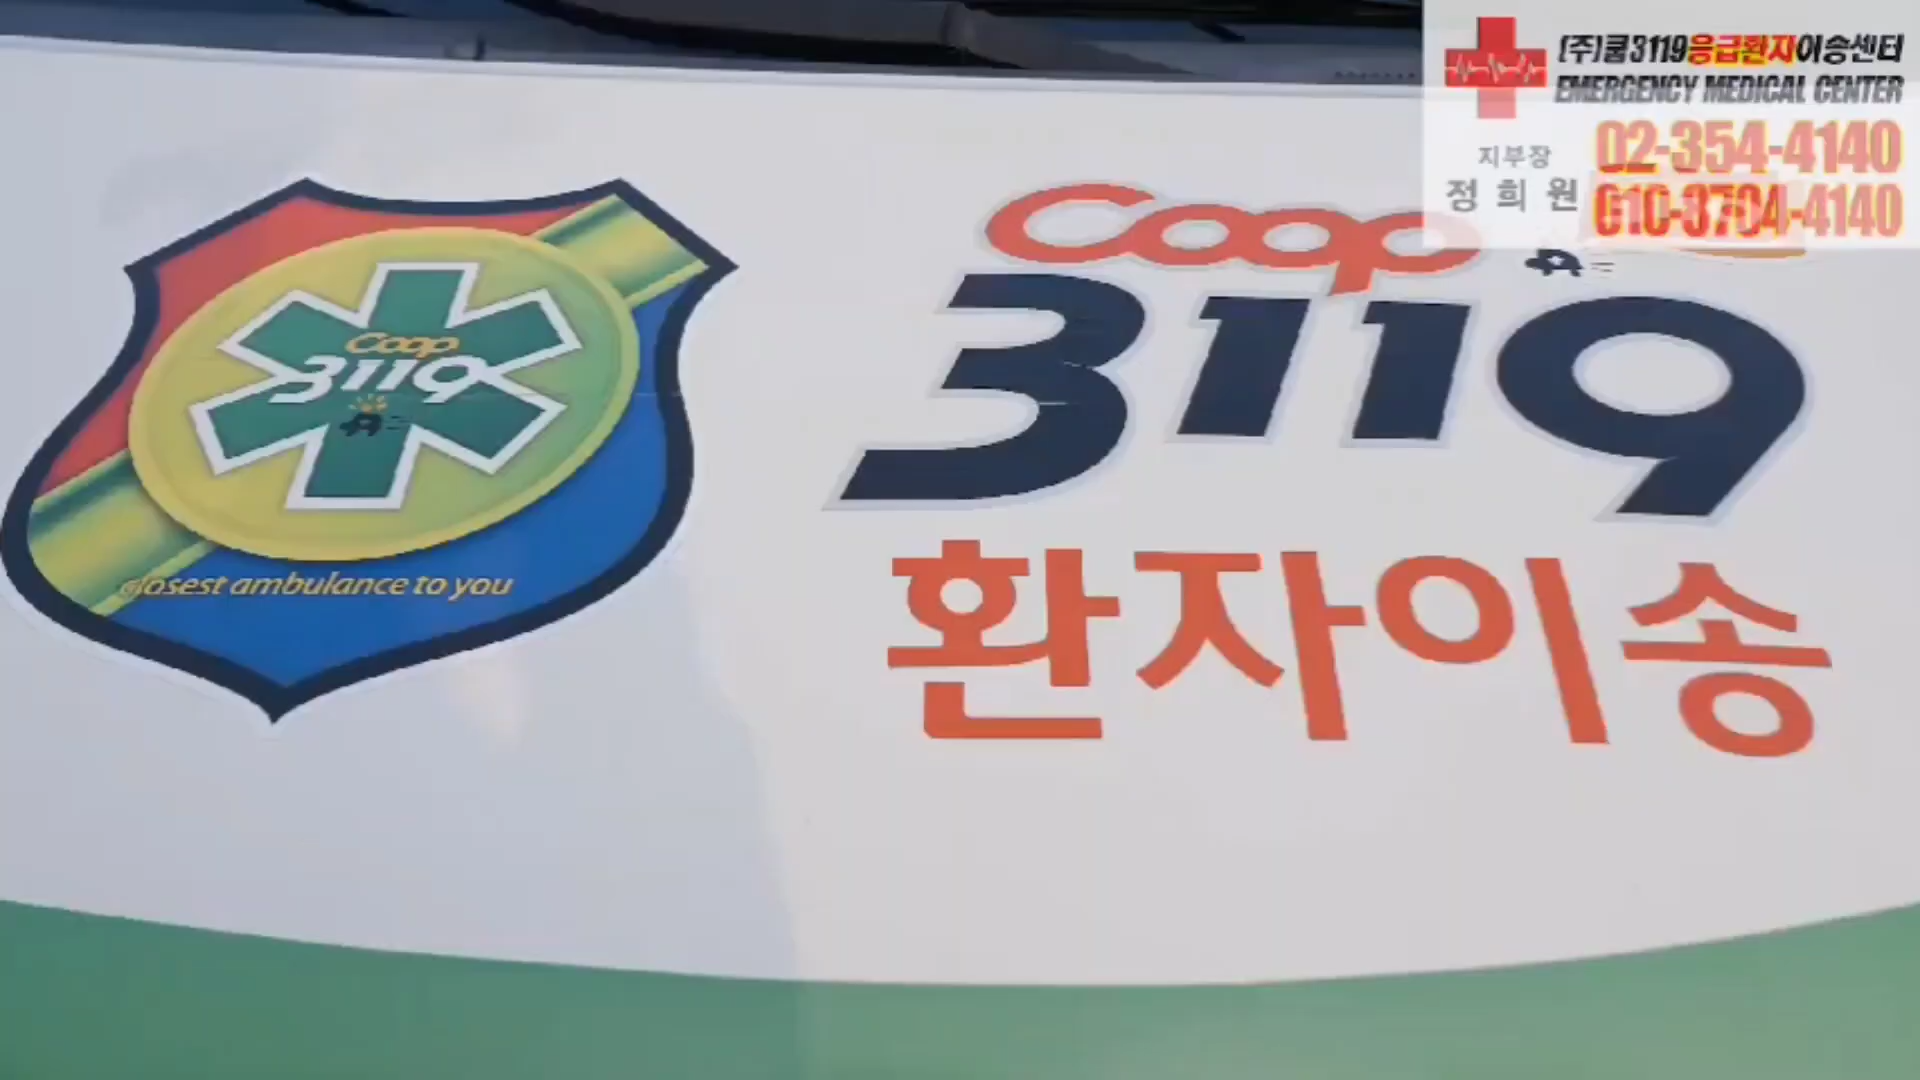 (주)쿱3119응급환자이송센터
EMERGENCY MEDICAL CENTER
지부장
정희원
02-354-4140
010-3704-4140
Coop
3119
환자이송
Coop
3119
closest ambulance to you